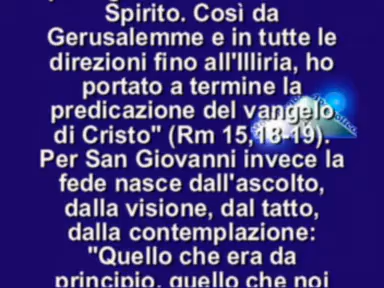 Spirito. Così da
Gerusalemme e in tutte le
direzioni fino all'Illiria, ho
portato a termine la
predicazione del vangelo
di Cristo" (Rm 15,18-19).
Per San Giovanni invece la
fede nasce dall'ascolto,
dalla visione, dal tatto,
dalla contemplazione:
"Quello che era da
principio, quello che noi